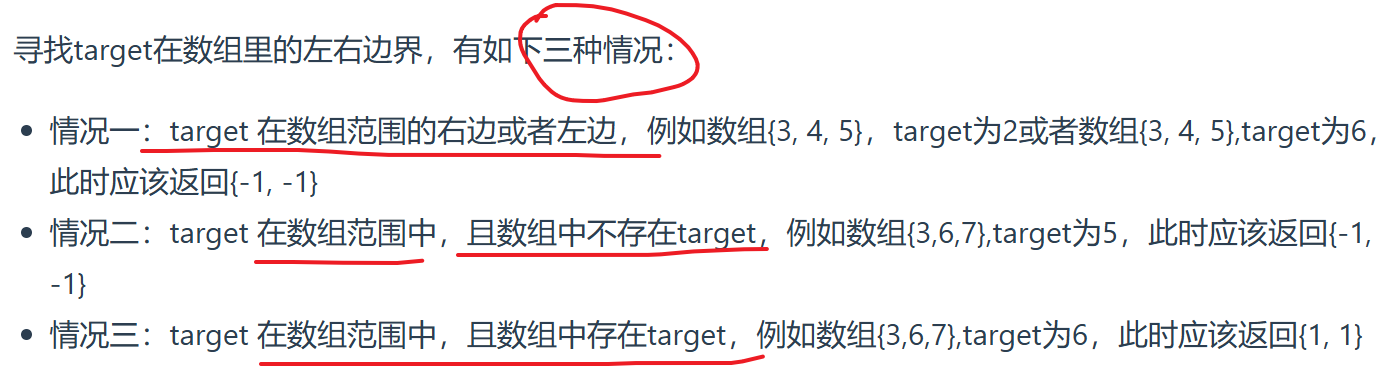 寻找target在数组里的左右边界，有如下三种情况：
情况一：target 在数组范围的右边或者左边，例如数组{3, 4, 5}，target为2或者数组{3, 4, 5},target为6，
此时应该返回{-1, -1}
情况二：target 在数组范围中，且数组中不存在target，例如数组{3,6,7},target为5，此时应该返回{-1,
-1}
情况三：target 在数组范围中，且数组中存在target，例如数组{3,6,7},target为6，此时应该返回{1, 1}